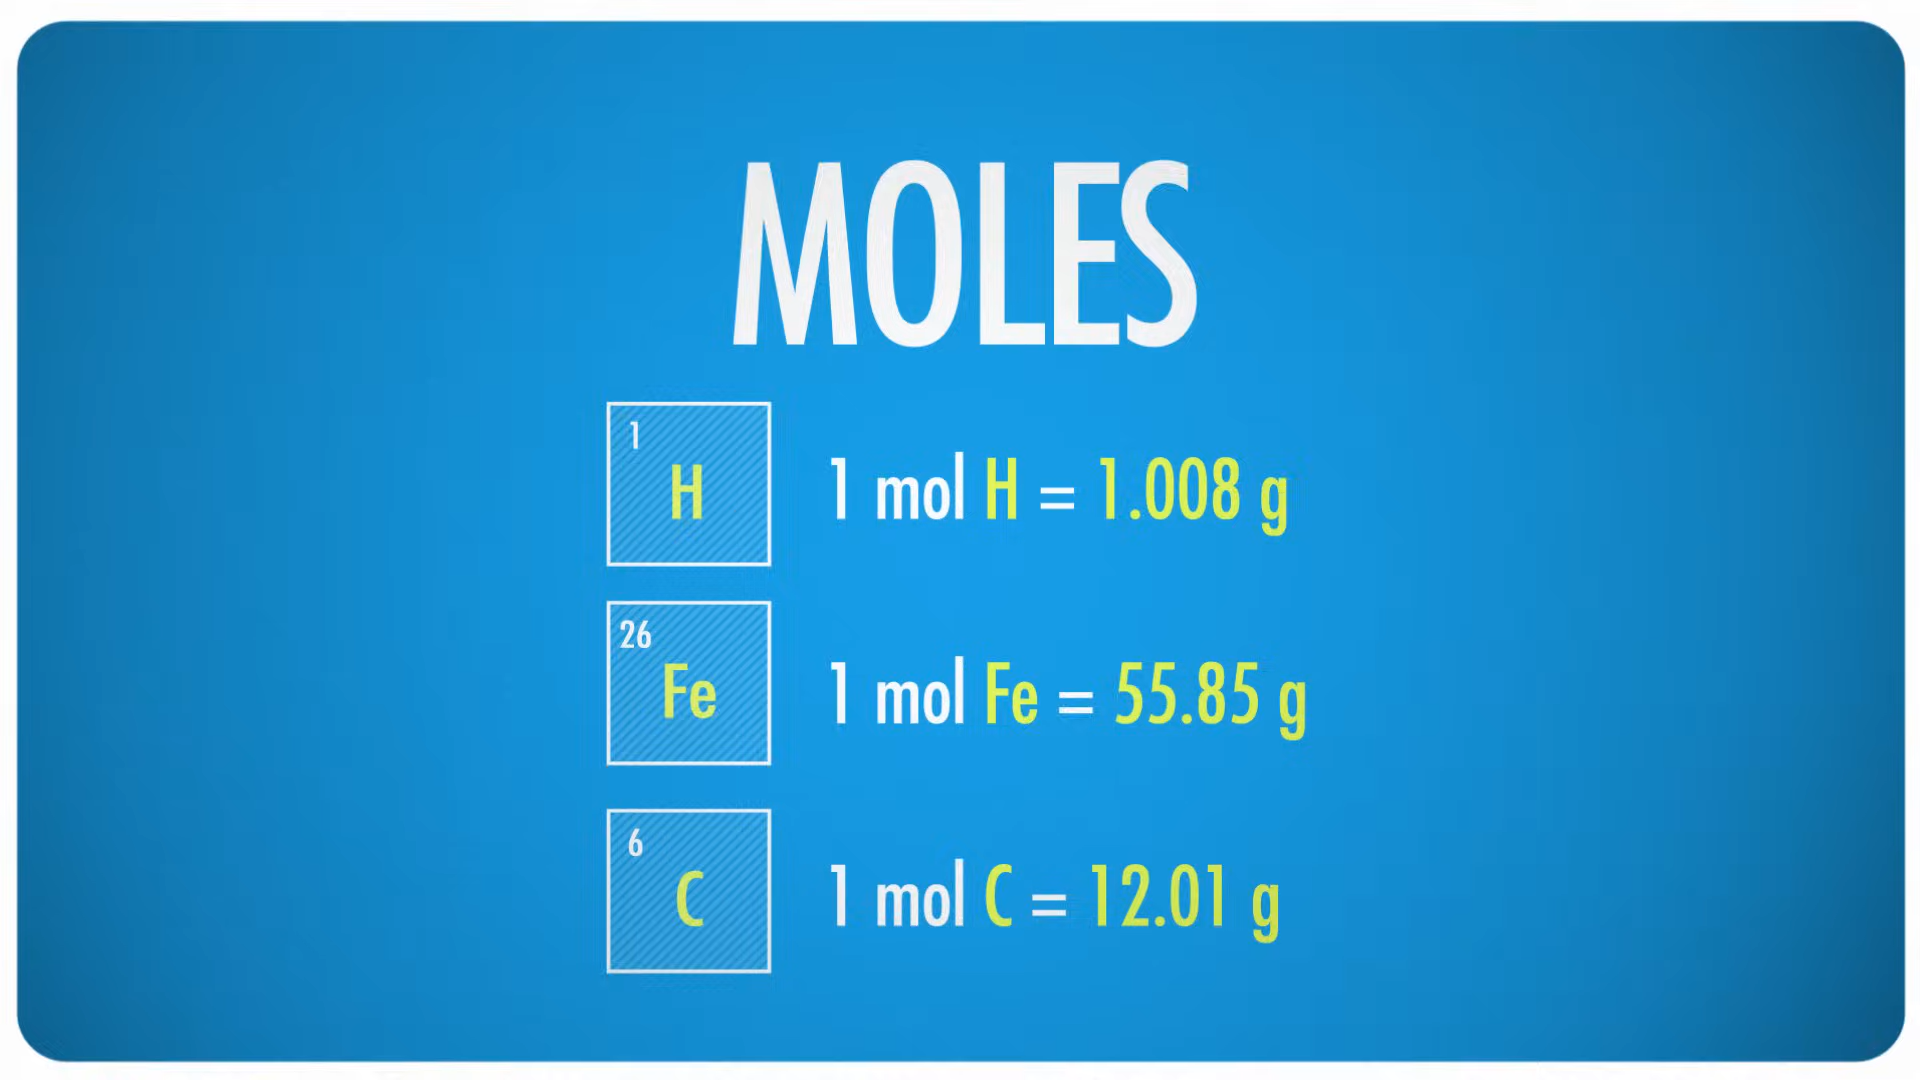 MOLES
1
H
1 mol H = 1.008 g
26
Fe
1 mol Fe = 55.85 g
6
C
1 mol C = 12.01 g